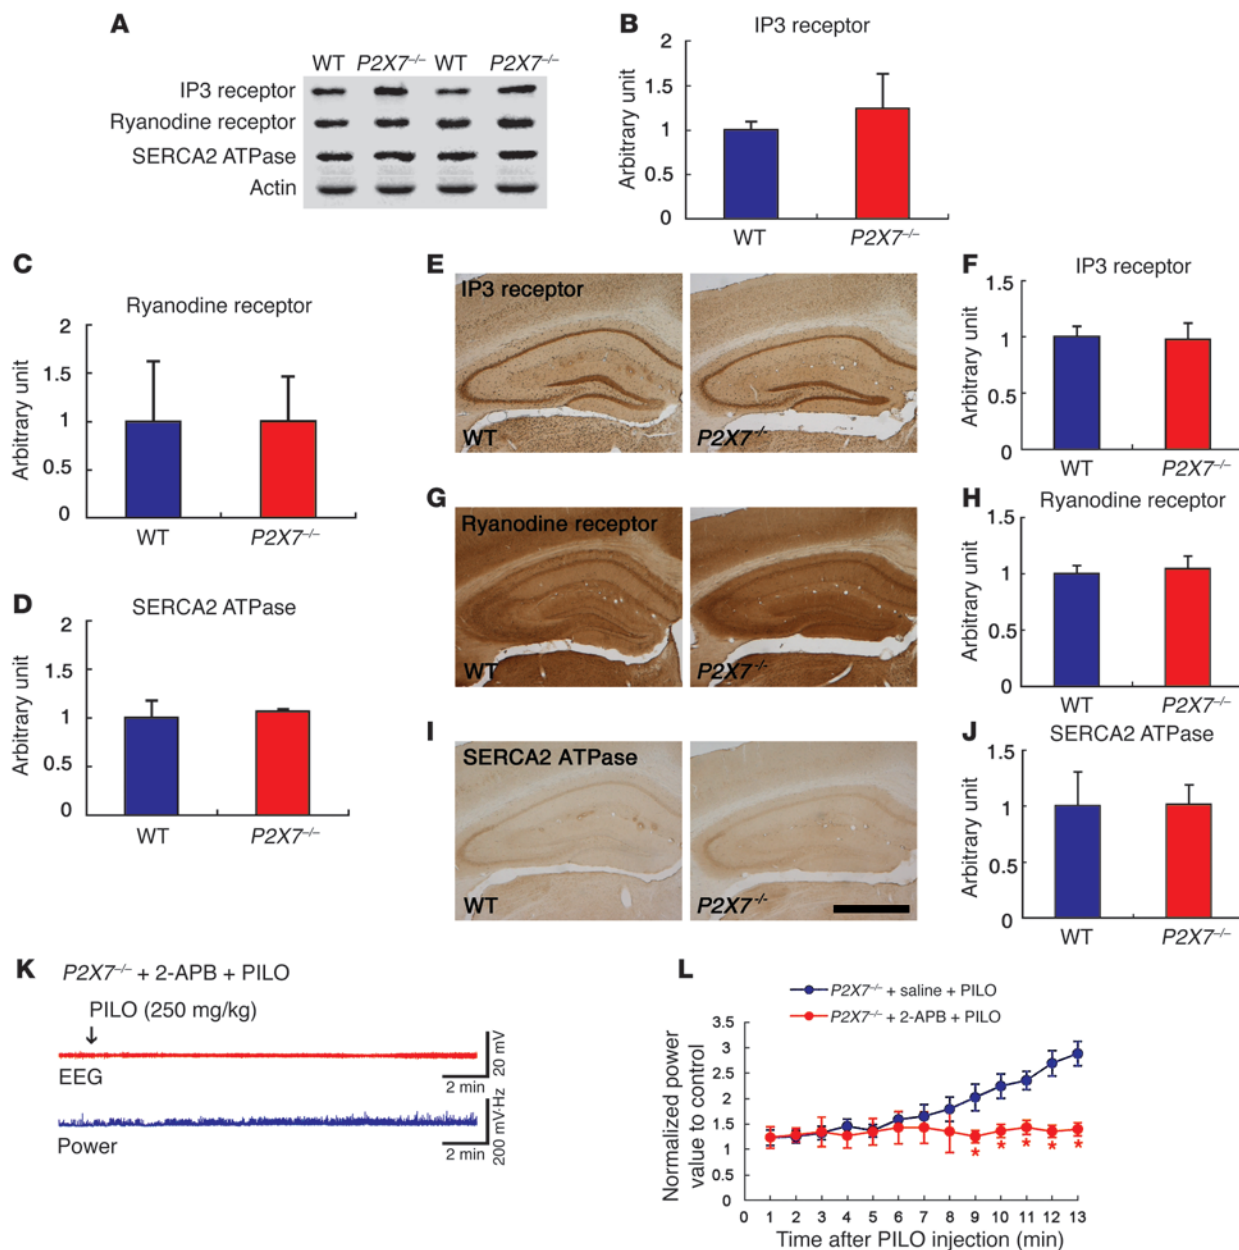 A
WT P2X7–/– WT P2X7–/–
IP3 receptor
Ryanodine receptor
SERCA2 ATPase
Actin
B
IP3 receptor
Arbitrary unit
2
1.5
1
0.5
0
WT P2X7–/–
C
Ryanodine receptor
Arbitrary unit
2
1.5
1
0.5
0
WT P2X7–/–
D
SERCA2 ATPase
Arbitrary unit
2
1.5
1
0.5
0
WT P2X7–/–
E
IP3 receptor
WT P2X7–/–
F
IP3 receptor
Arbitrary unit
1.5
1
0.5
0
WT P2X7–/–
G
Ryanodine receptor
WT P2X7–/–
H
Ryanodine receptor
Arbitrary unit
1.5
1
0.5
0
WT P2X7–/–
I
SERCA2 ATPase
WT P2X7–/–
J
SERCA2 ATPase
Arbitrary unit
1.5
1
0.5
0
WT P2X7–/–
K
P2X7–/– + 2-APB + PILO
PILO (250 mg/kg)
EEG
20 mV
2 min
Power
200 mV·Hz
2 min
L
P2X7–/– + saline + PILO
P2X7–/– + 2-APB + PILO
Normalized power
value to control
3.5
3
2.5
2
1.5
1
0.5
0
* * * * *
0 1 2 3 4 5 6 7 8 9 10 11 12 13
Time after PILO injection (min)